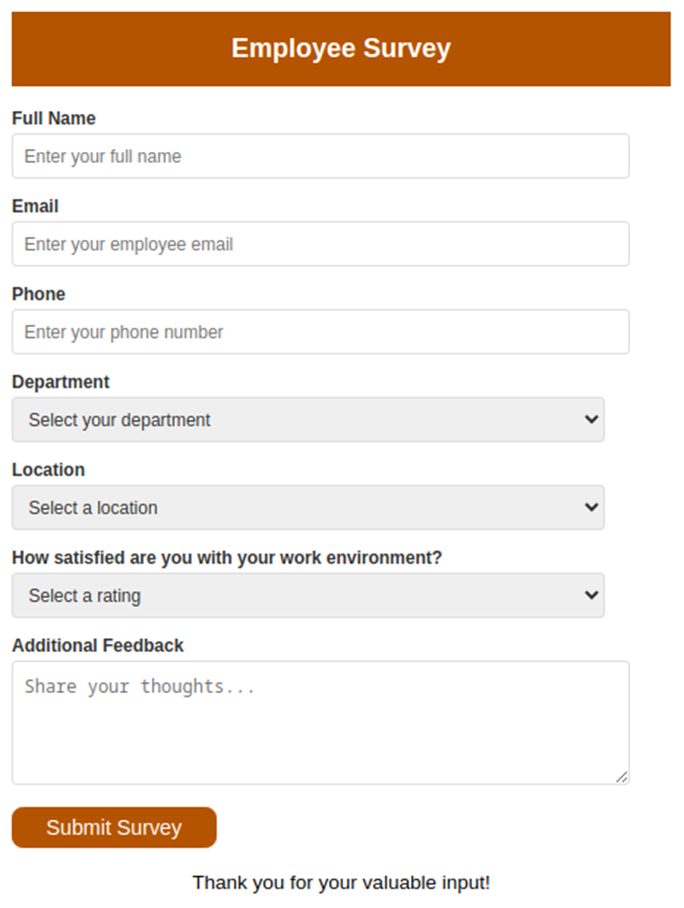 Employee Survey
Full Name
Enter your full name
Email
Enter your employee email
Phone
Enter your phone number
Department
Select your department
Location
Select a location
How satisfied are you with your work environment?
Select a rating
Additional Feedback
Share your thoughts...
Submit Survey
Thank you for your valuable input!